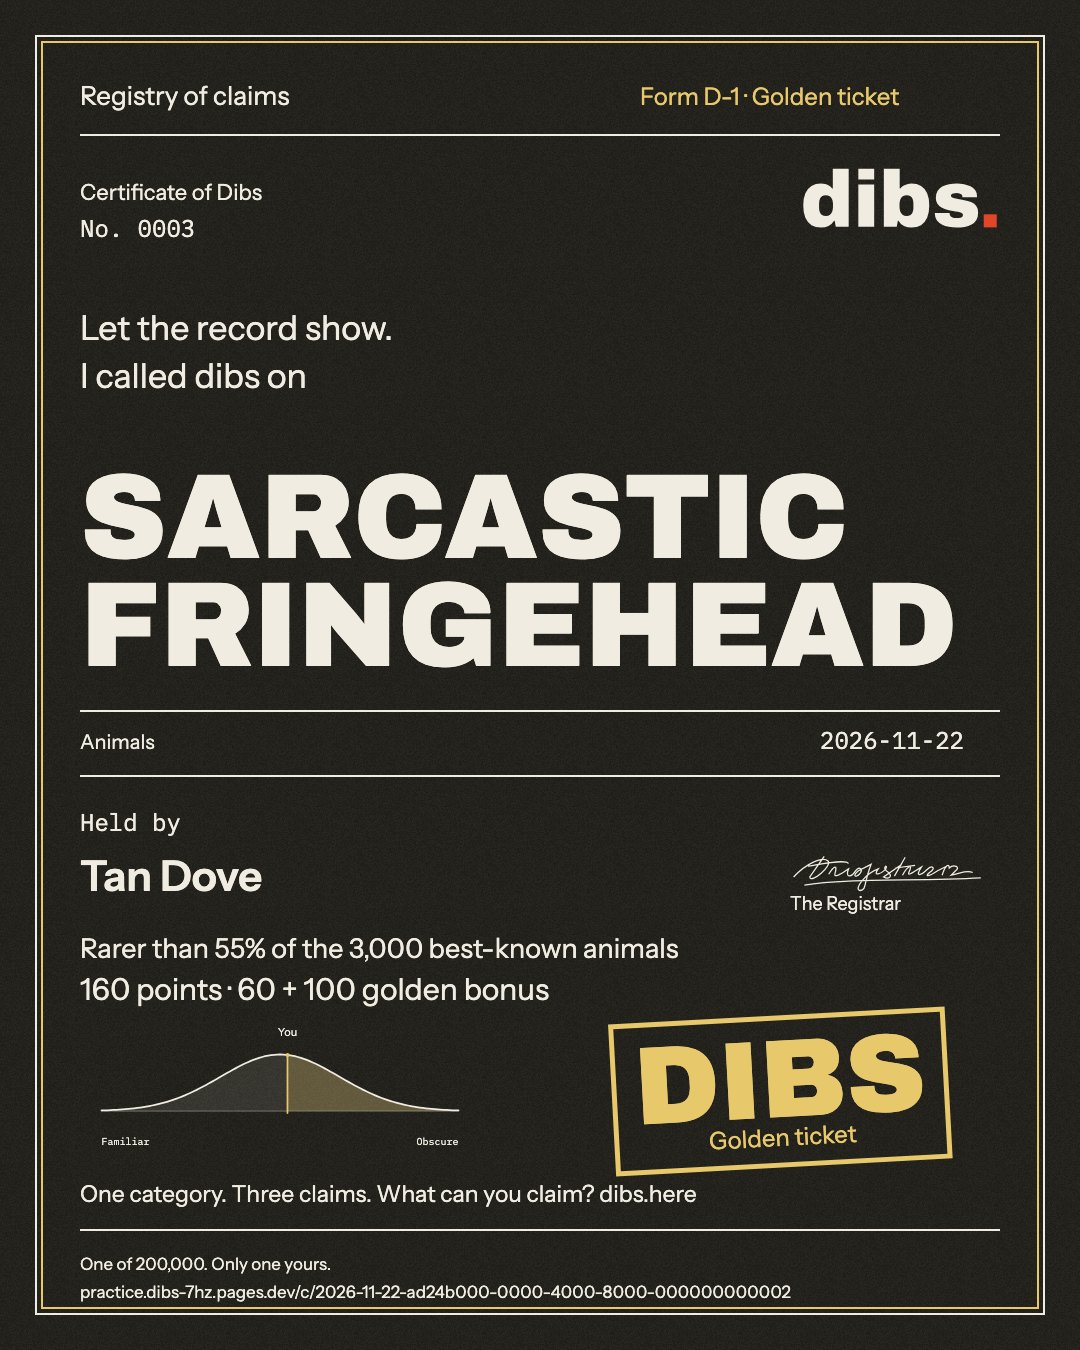 Registry of claims
Form D-1 · Golden ticket
Certificate of Dibs
No. 0003
dibs.
Let the record show.
I called dibs on
SARCASTIC
FRINGEHEAD
Animals
2026-11-22
Held by
Tan Dove
The Registrar
Rarer than 55% of the 3,000 best-known animals
160 points · 60 + 100 golden bonus
You
Familiar
Obscure
DIBS
Golden ticket
One category. Three claims. What can you claim? dibs.here
One of 200,000. Only one yours.
practice.dibs-7hz.pages.dev/c/2026-11-22-ad24b000-0000-4000-8000-000000000002